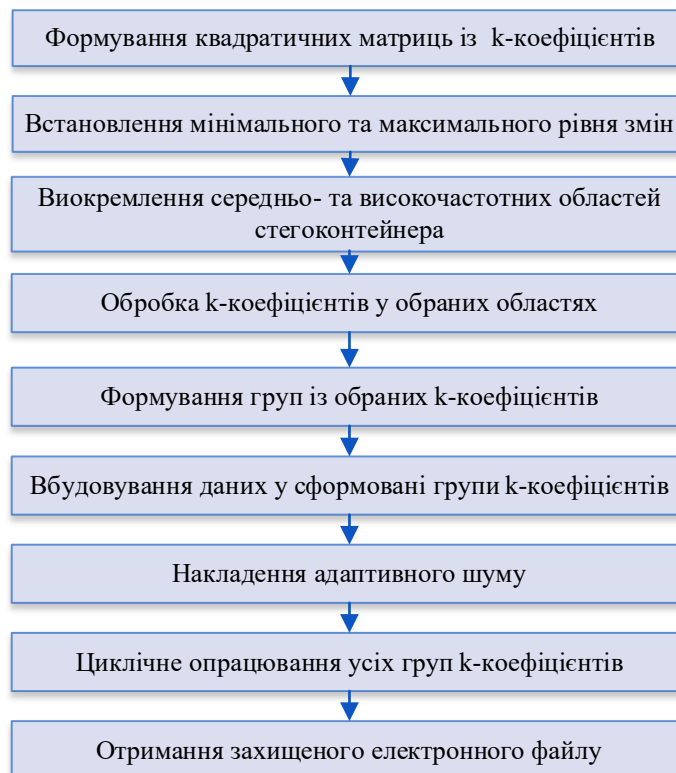 Формування квадратичних матриць із k-коефіцієнтів
Встановлення мінімального та максимального рівня змін
Виокремлення середньо- та високочастотних областей
стегоконтейнера
Обробка k-коефіцієнтів у обраних областях
Формування груп із обраних k-коефіцієнтів
Вбудовування даних у сформовані групи k-коефіцієнтів
Накладення адаптивного шуму
Циклічне опрацювання усіх груп k-коефіцієнтів
Отримання захищеного електронного файлу